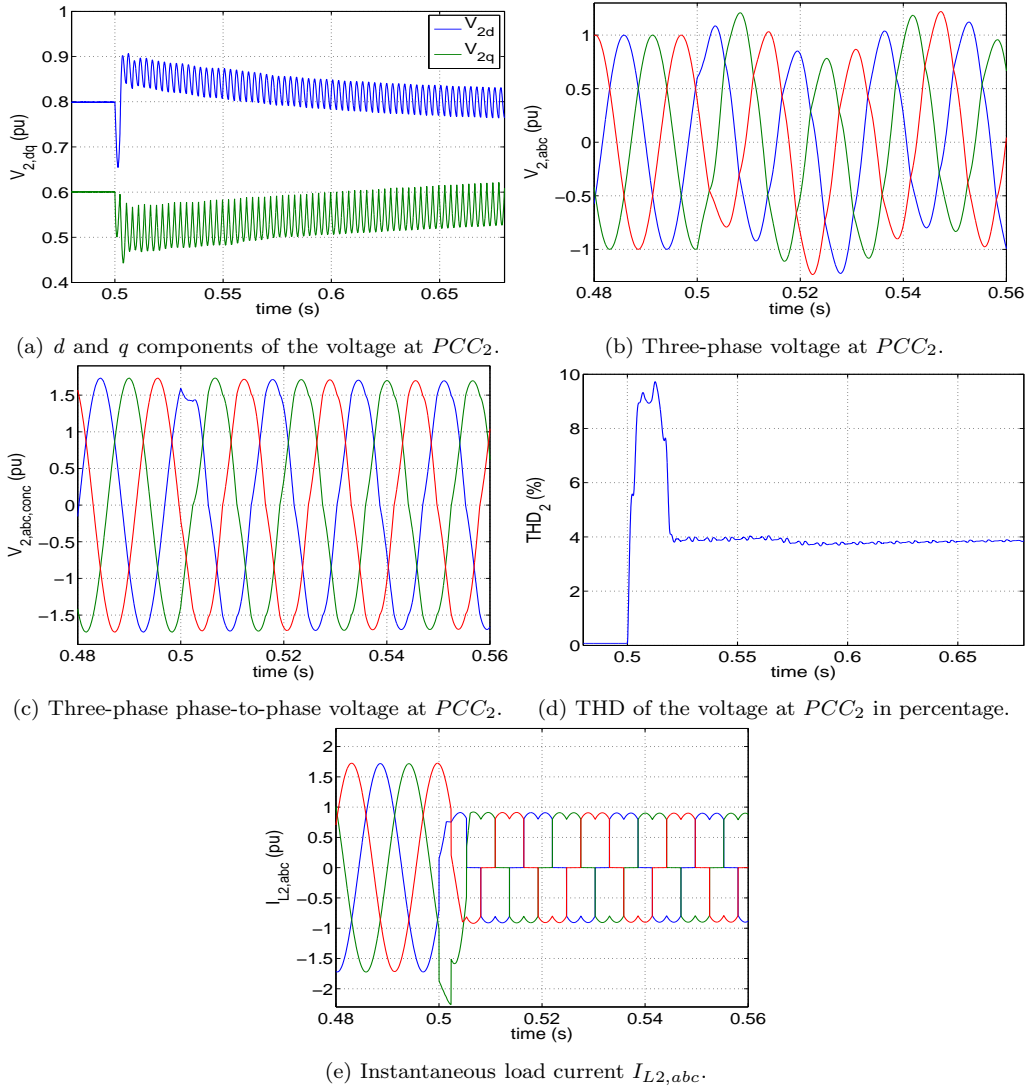 V2d
V2q
1
0.9
0.8
0.7
0.6
0.5
0.4
V2,dq (pu)
0.5 0.55 0.6 0.65
time (s)
(a) d and q components of the voltage at PCC2.
1
0.5
0
−0.5
−1
V2,abc (pu)
0.48 0.5 0.52 0.54 0.56
time (s)
(b) Three-phase voltage at PCC2.
1.5
1
0.5
0
−0.5
−1
−1.5
V2,abc,conc (pu)
0.48 0.5 0.52 0.54 0.56
time (s)
(c) Three-phase phase-to-phase voltage at PCC2.
10
8
6
4
2
0
THD2 (%)
0.5 0.55 0.6 0.65
time (s)
(d) THD of the voltage at PCC2 in percentage.
2
1.5
1
0.5
0
−0.5
−1
−1.5
−2
IL2,abc (pu)
0.48 0.5 0.52 0.54 0.56
time (s)
(e) Instantaneous load current IL2,abc.